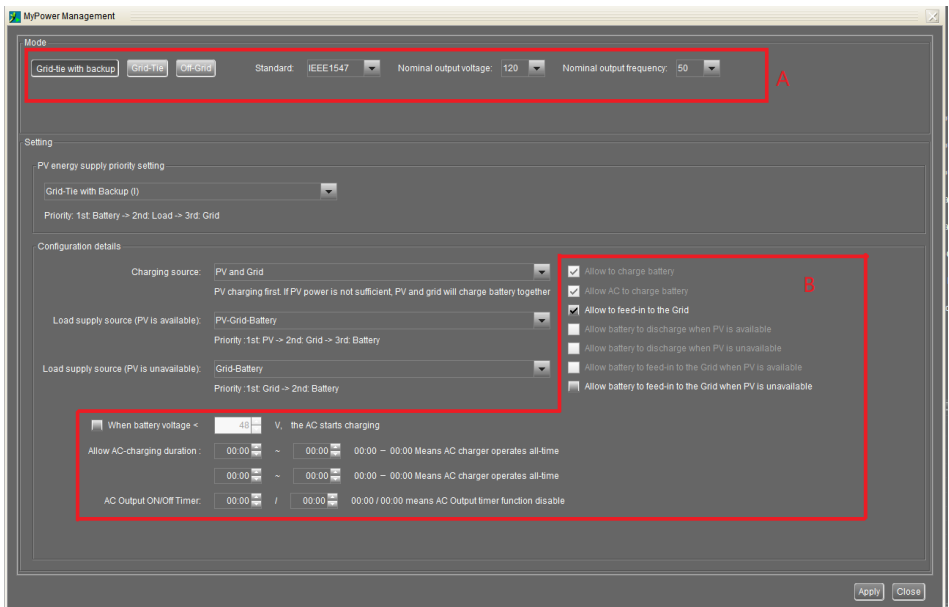 MyPower Management
Mode
Grid-tie with backup Grid-Tie Off-Grid Standard: IEEE1547 Nominal output voltage: 120 Nominal output frequency: 50
A
Setting
PV energy supply priority setting
Grid-Tie with Backup (I)
Priority: 1st: Battery -> 2nd: Load -> 3rd: Grid
Configuration details
Charging source: PV and Grid
PV charging first. If PV power is not sufficient, PV and grid will charge battery together
Load supply source (PV is available): PV-Grid-Battery
Priority :1st: PV -> 2nd: Grid -> 3rd: Battery
Load supply source (PV is unavailable): Grid-Battery
Priority :1st: Grid -> 2nd: Battery
Allow to charge battery
B
Allow AC to charge battery
Allow to feed-in to the Grid
Allow battery to discharge when PV is available
Allow battery to discharge when PV is unavailable
Allow battery to feed-in to the Grid when PV is available
Allow battery to feed-in to the Grid when PV is unavailable
When battery voltage < 48 V, the AC starts charging
Allow AC-charging duration : 00:00 ~ 00:00 00:00 − 00:00 Means AC charger operates all-time
00:00 ~ 00:00 00:00 − 00:00 Means AC charger operates all-time
AC Output ON/Off Timer: 00:00 / 00:00 00:00 / 00:00 means AC Output timer function disable
Apply Close